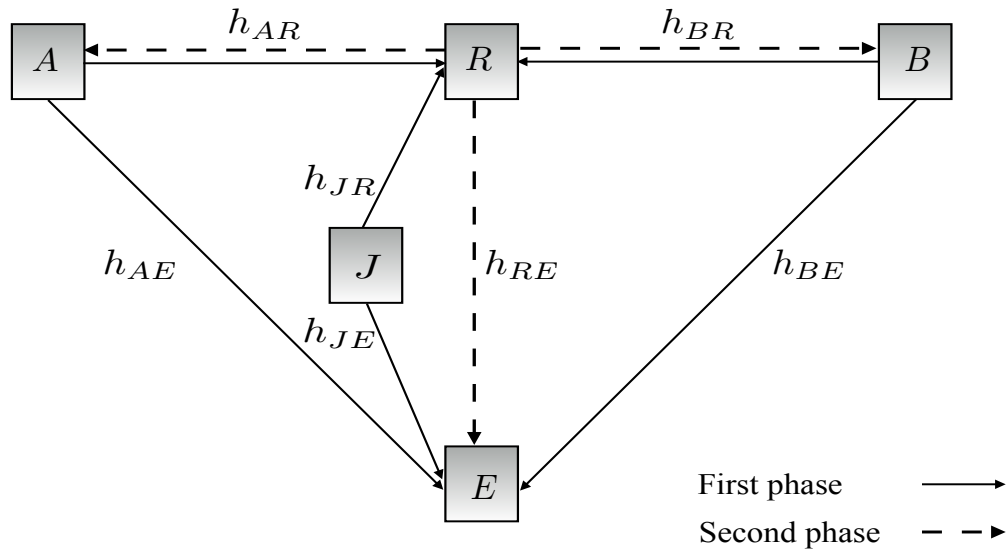 h_{AR}
h_{BR}
A
R
B
h_{JR}
h_{AE}
J
h_{RE}
h_{BE}
h_{JE}
E
First phase
Second phase